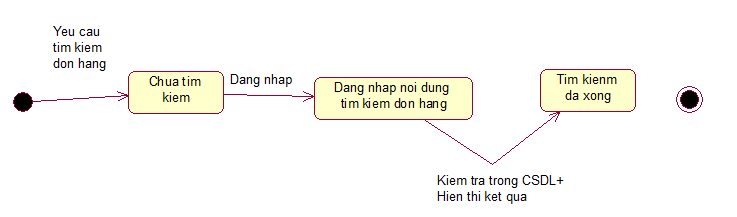 Yeu cau
tim kiem
don hang
Chua tim
kiem
Dang nhap
Dang nhap noi dung
tim kiem don hang
Tim kienm
da xong
Kiem tra trong CSDL+
Hien thi ket qua